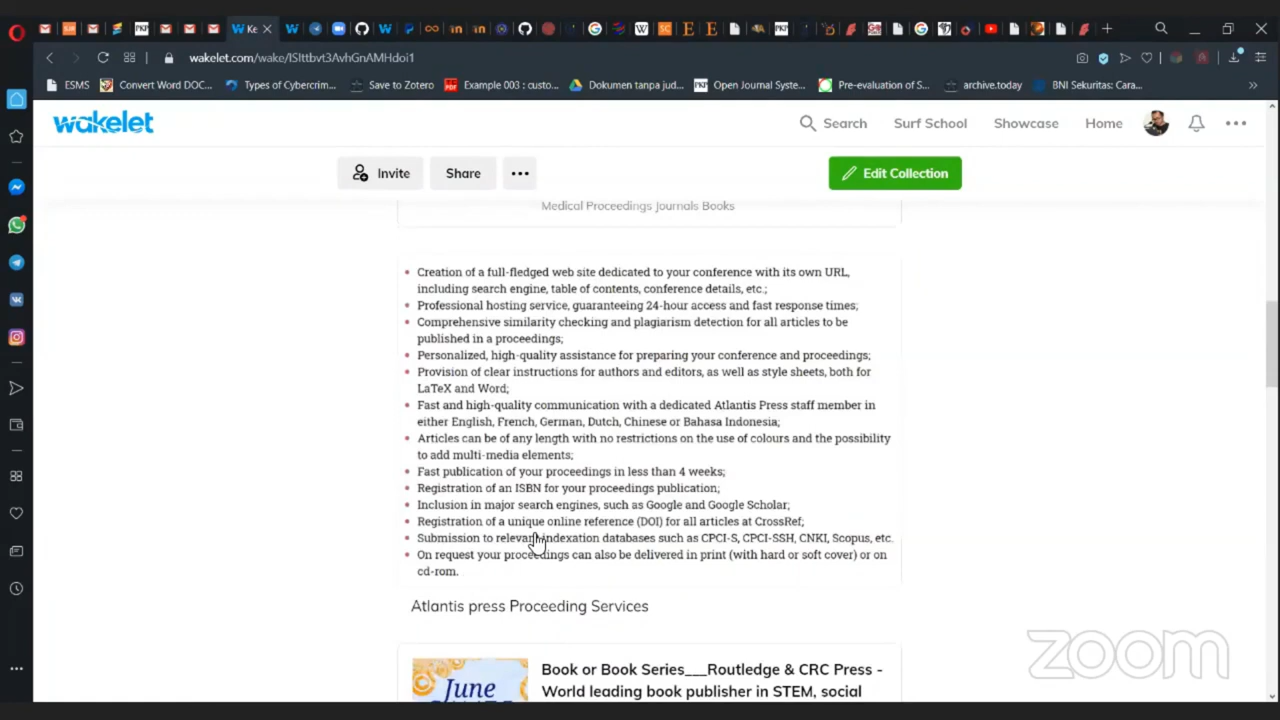 Ke
wakelet.com/wake/ISIttbvt3AvhGnAMHdoi1
ESMS
Convert Word DOC...
Types of Cybercrim...
Save to Zotero
Example 003 : custo...
Dokumen tanpa jud...
Open Journal Syste...
Pre-evaluation of S...
archive.today
BNI Sekuritas: Cara...
wakelet
Search
Surf School
Showcase
Home
Invite
Share
Edit Collection
Medical Proceedings Journals Books
Creation of a full-fledged web site dedicated to your conference with its own URL,
including search engine, table of contents, conference details, etc.;
Professional hosting service, guaranteeing 24-hour access and fast response times;
Comprehensive similarity checking and plagiarism detection for all articles to be
published in a proceedings;
Personalized, high-quality assistance for preparing your conference and proceedings;
Provision of clear instructions for authors and editors, as well as style sheets, both for
LaTeX and Word;
Fast and high-quality communication with a dedicated Atlantis Press staff member in
either English, French, German, Dutch, Chinese or Bahasa Indonesia;
Articles can be of any length with no restrictions on the use of colours and the possibility
to add multi-media elements;
Fast publication of your proceedings in less than 4 weeks;
Registration of an ISBN for your proceedings publication;
Inclusion in major search engines, such as Google and Google Scholar;
Registration of a unique online reference (DOI) for all articles at CrossRef;
Submission to relevant indexation databases such as CPCI-S, CPCI-SSH, CNKI, Scopus, etc.
On request your proceedings can also be delivered in print (with hard or soft cover) or on
cd-rom.
Atlantis press Proceeding Services
June
Book or Book Series___Routledge & CRC Press -
World leading book publisher in STEM, social
zoom